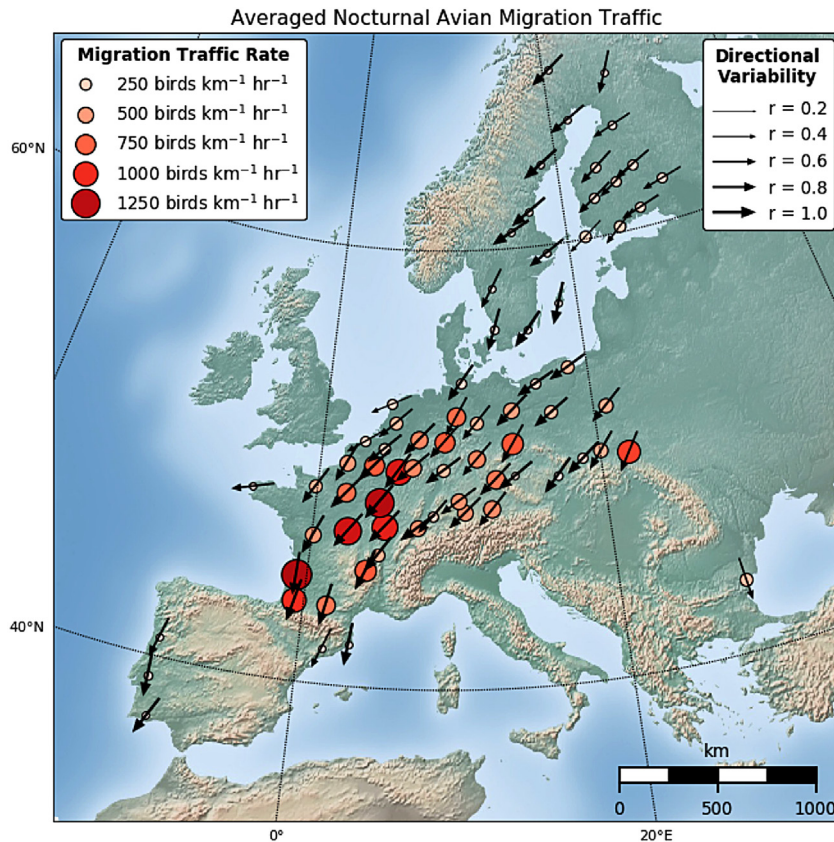 Averaged Nocturnal Avian Migration Traffic
Migration Traffic Rate
250 birds km⁻¹ hr⁻¹
500 birds km⁻¹ hr⁻¹
750 birds km⁻¹ hr⁻¹
1000 birds km⁻¹ hr⁻¹
1250 birds km⁻¹ hr⁻¹
Directional
Variability
r = 0.2
r = 0.4
r = 0.6
r = 0.8
r = 1.0
60°N
40°N
km
0 500 1000
0° 20°E